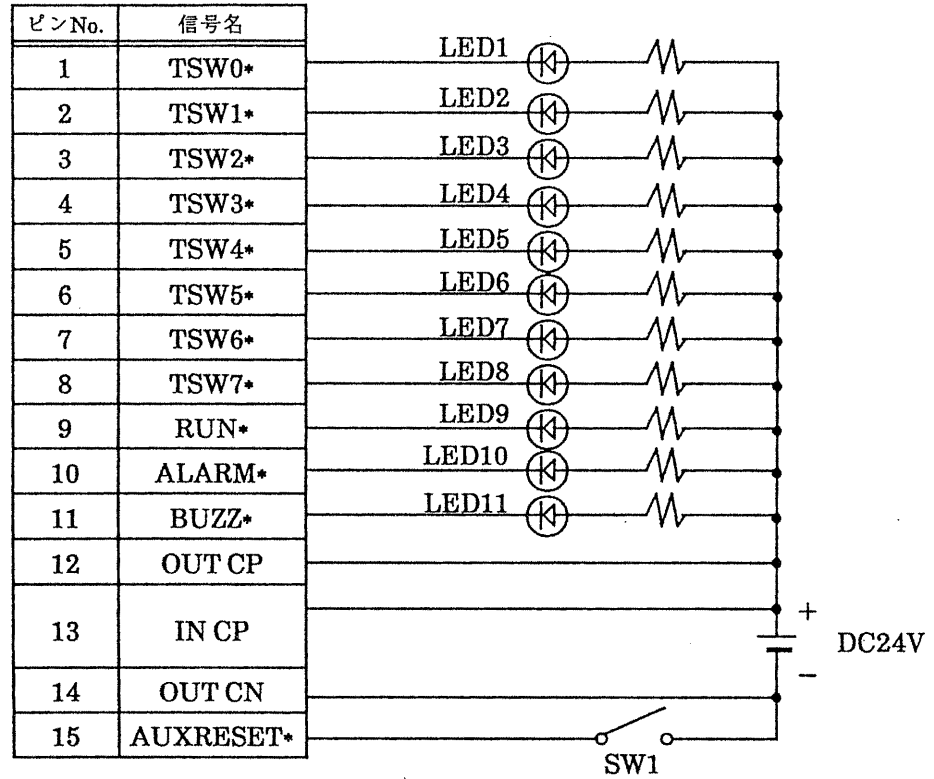 ピンNo. 信号名
1 TSW0* LED1
2 TSW1* LED2
3 TSW2* LED3
4 TSW3* LED4
5 TSW4* LED5
6 TSW5* LED6
7 TSW6* LED7
8 TSW7* LED8
9 RUN* LED9
10 ALARM* LED10
11 BUZZ* LED11
12 OUT CP
13 IN CP + DC24V −
14 OUT CN
15 AUXRESET* SW1